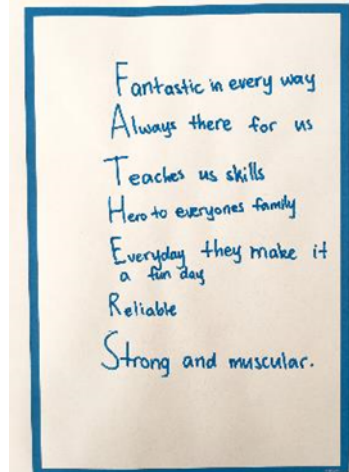 Fantastic in every way
Always there for us
Teaches us skills
Hero to everyones family
Everyday they make it
a fun day
Reliable
Strong and muscular.